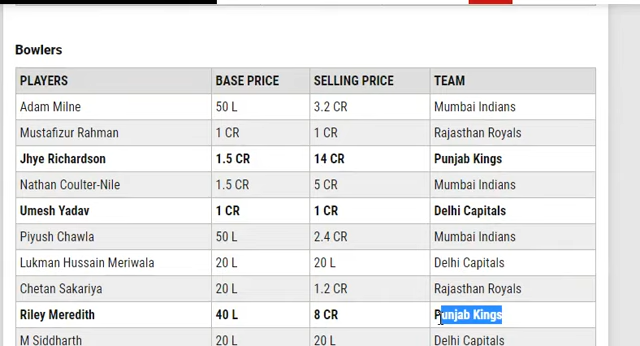 Bowlers
PLAYERS BASE PRICE SELLING PRICE TEAM
Adam Milne 50 L 3.2 CR Mumbai Indians
Mustafizur Rahman 1 CR 1 CR Rajasthan Royals
Jhye Richardson 1.5 CR 14 CR Punjab Kings
Nathan Coulter-Nile 1.5 CR 5 CR Mumbai Indians
Umesh Yadav 1 CR 1 CR Delhi Capitals
Piyush Chawla 50 L 2.4 CR Mumbai Indians
Lukman Hussain Meriwala 20 L 20 L Delhi Capitals
Chetan Sakariya 20 L 1.2 CR Rajasthan Royals
Riley Meredith 40 L 8 CR Punjab Kings
M Siddharth 20 L 20 L Delhi Capitals